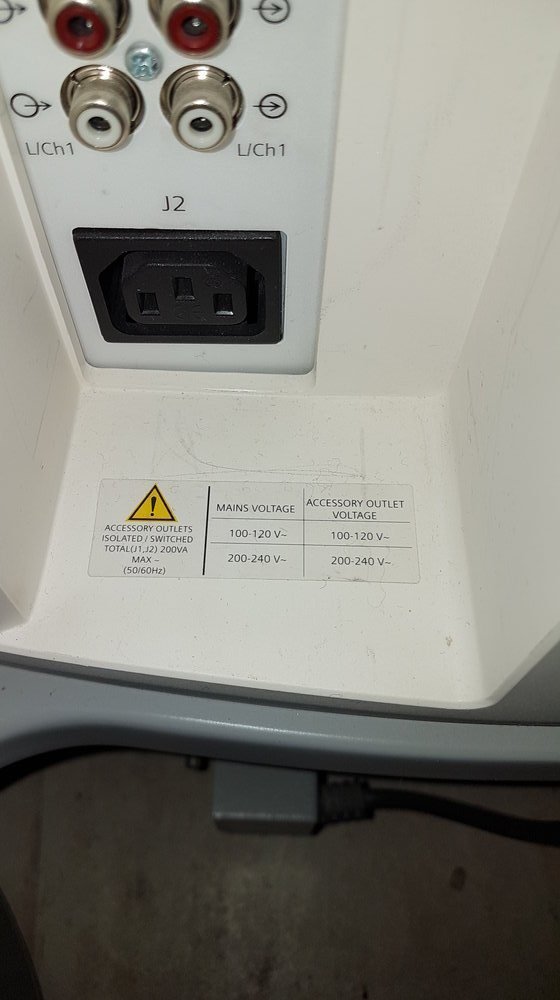 L/Ch1
L/Ch1
J2
ACCESSORY OUTLETS
ISOLATED / SWITCHED
TOTAL(J1,J2) 200VA
MAX ~
(50/60Hz)
MAINS VOLTAGE
ACCESSORY OUTLET
VOLTAGE
100-120 V~
100-120 V~
200-240 V~
200-240 V~